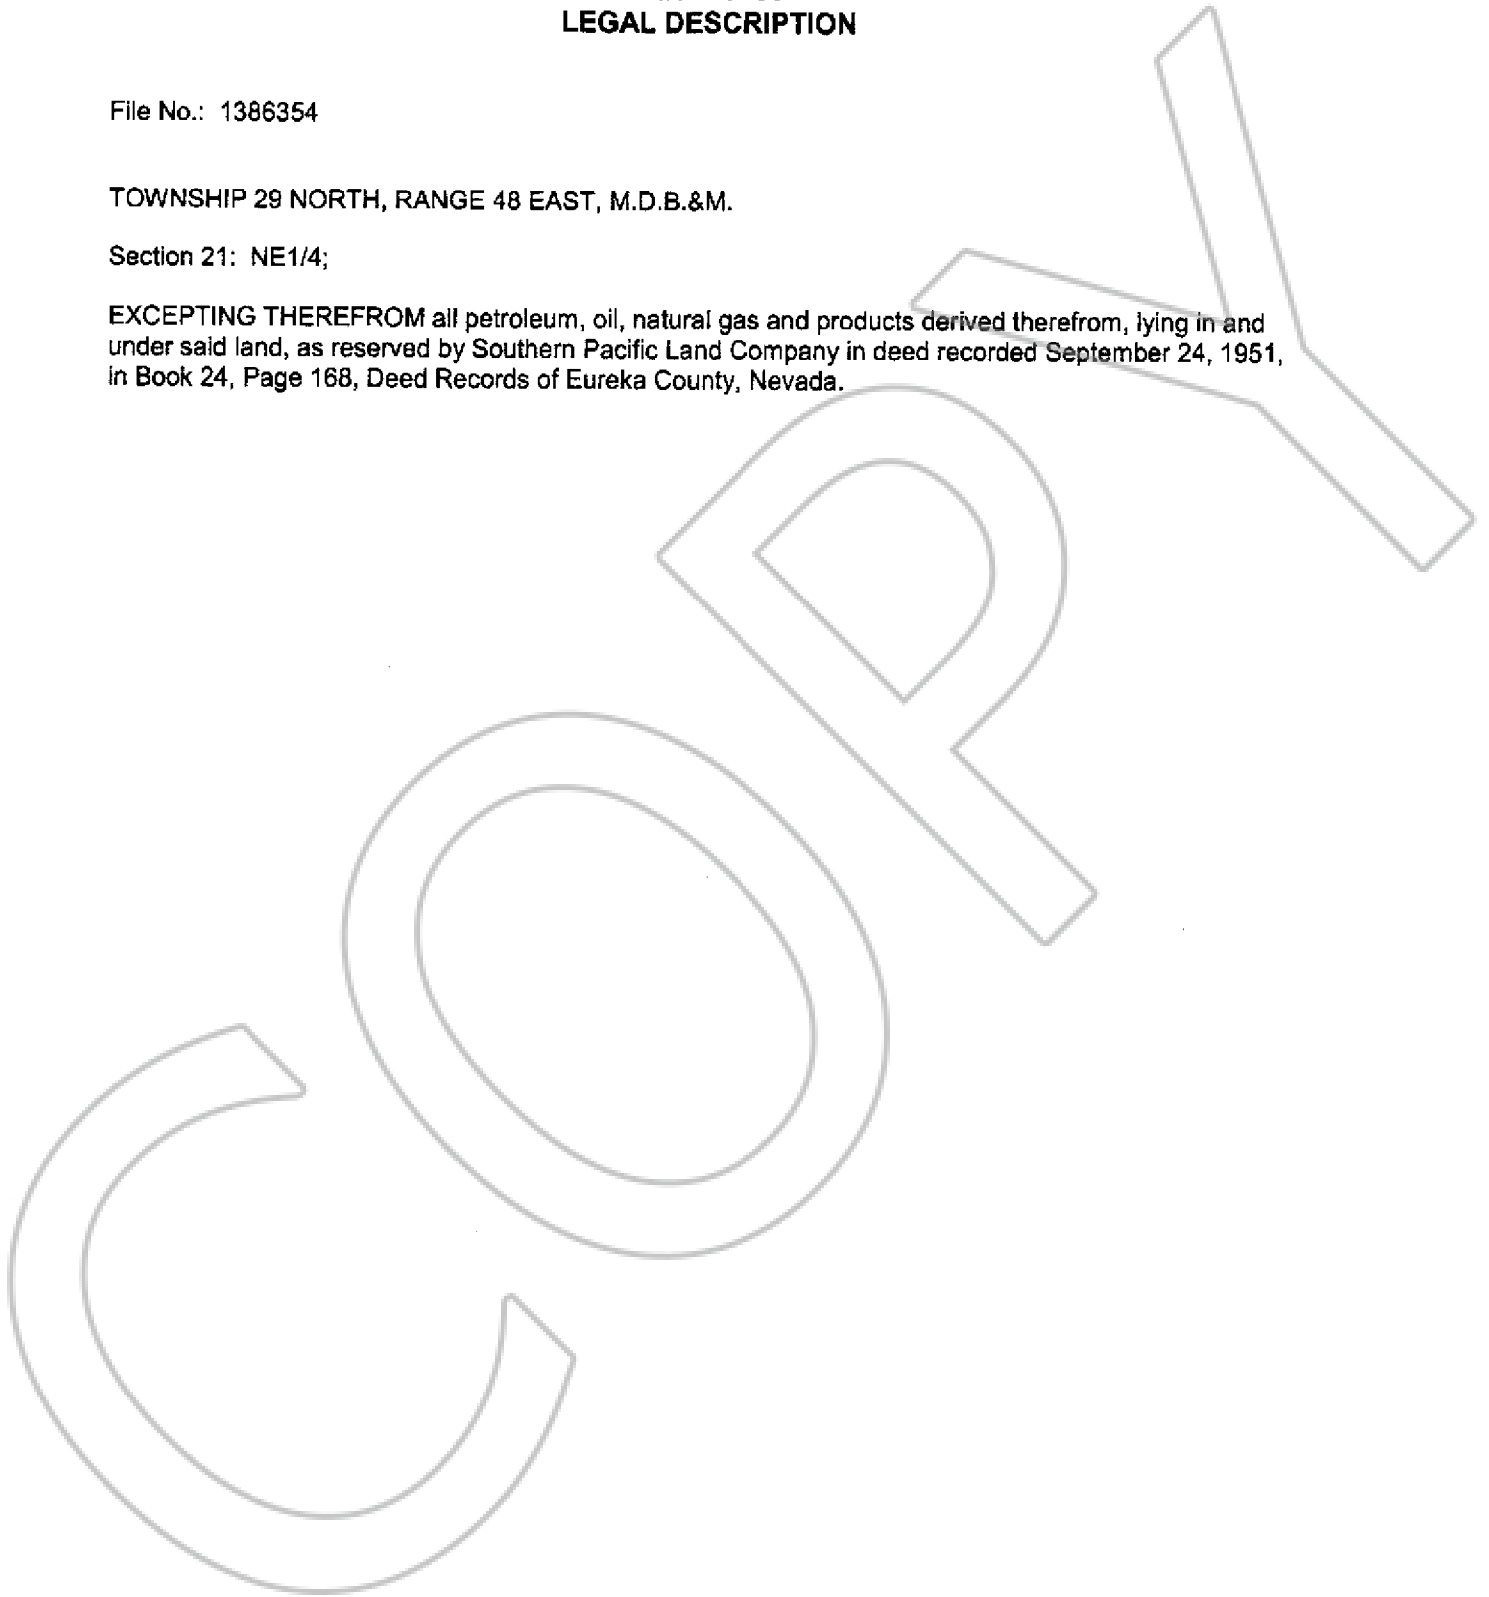 LEGAL DESCRIPTION
File No.: 1386354
TOWNSHIP 29 NORTH, RANGE 48 EAST, M.D.B.&M.
Section 21: NE1/4;
EXCEPTING THEREFROM all petroleum, oil, natural gas and products derived therefrom, lying in and
under said land, as reserved by Southern Pacific Land Company in deed recorded September 24, 1951,
in Book 24, Page 168, Deed Records of Eureka County, Nevada.
COPY